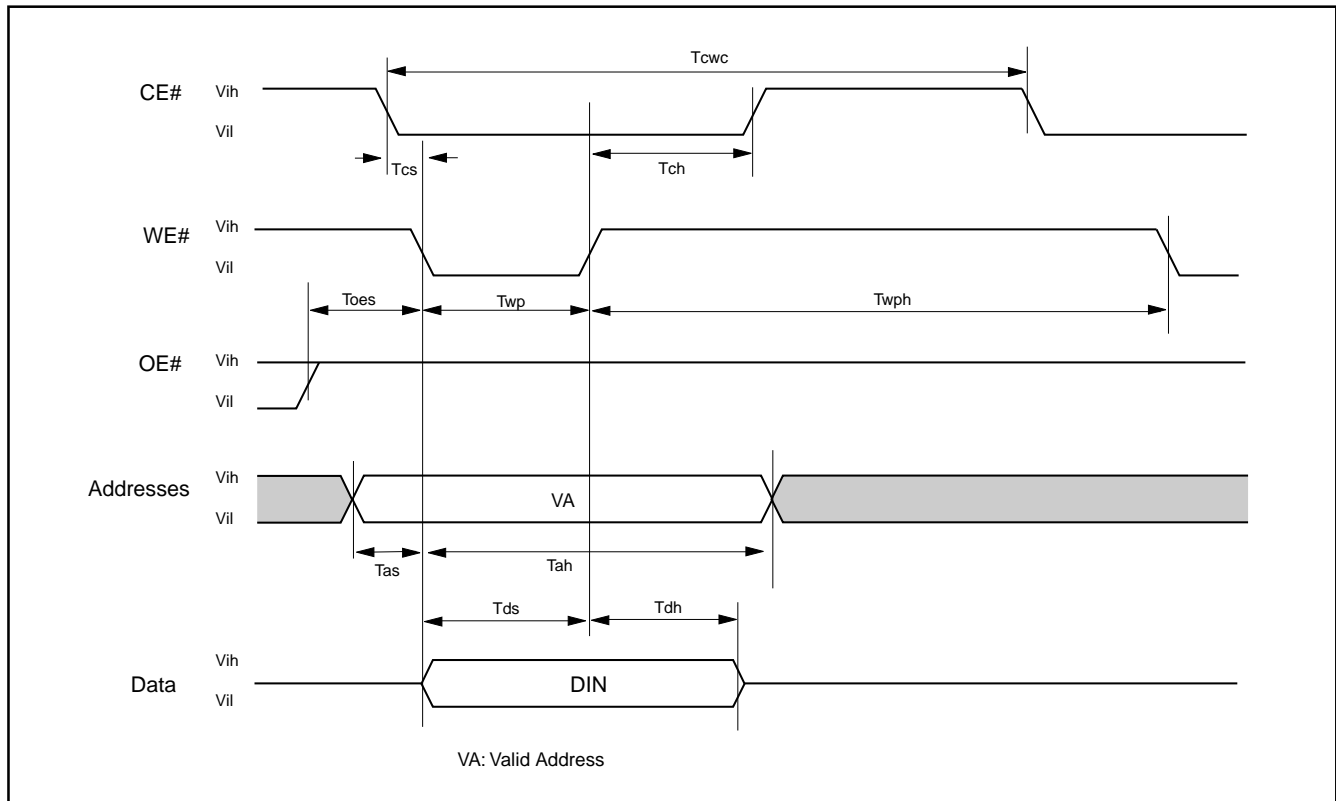 Tcwc
CE#
Vih
Vil
Tcs
Tch
WE#
Vih
Vil
Toes
Twp
Twph
OE#
Vih
Vil
Addresses
Vih
VA
Vil
Tas
Tah
Tds
Tdh
Data
Vih
DIN
Vil
VA: Valid Address